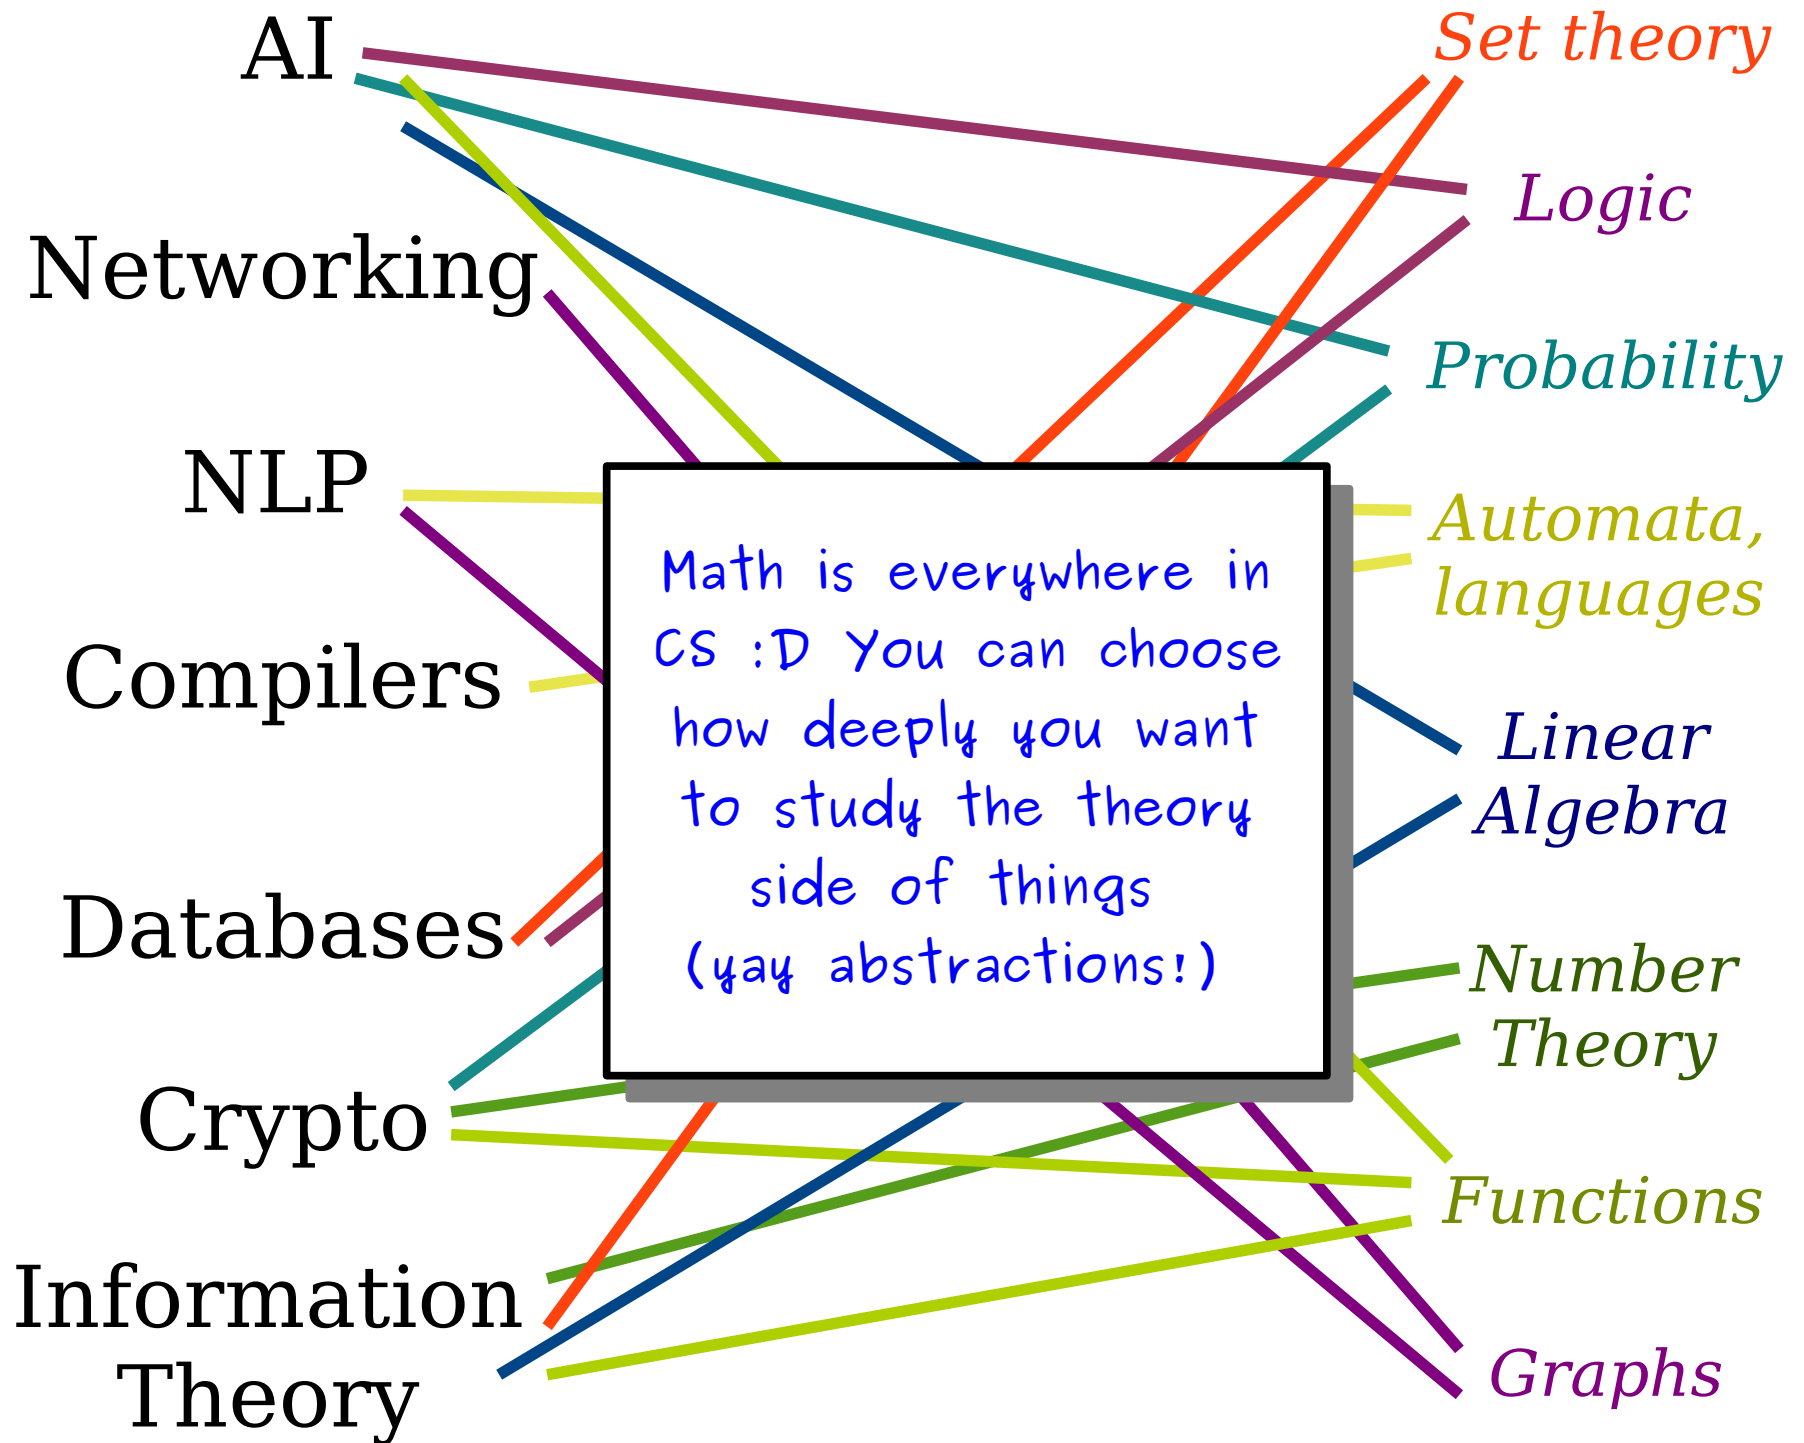 AI
Networking
NLP
Compilers
Databases
Crypto
Information
Theory
Math is everywhere in
CS :D You can choose
how deeply you want
to study the theory
side of things
(yay abstractions!)
Set theory
Logic
Probability
Automata,
languages
Linear
Algebra
Number
Theory
Functions
Graphs